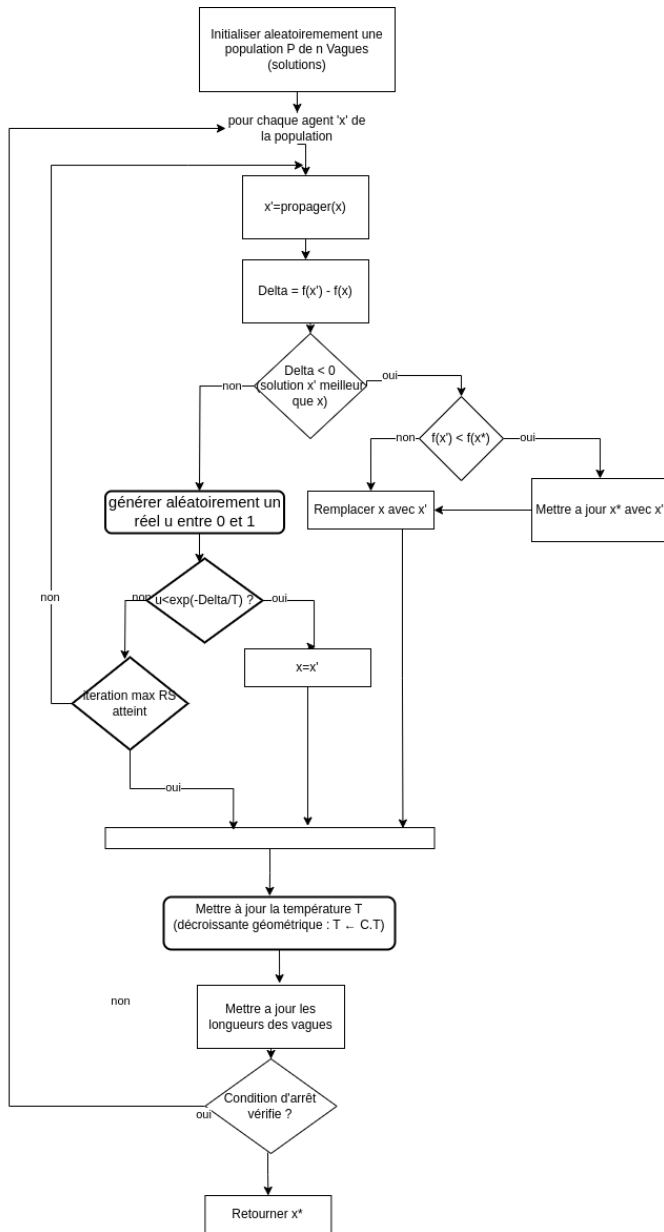 Initialiser aleatoiremement une
population P de n Vagues
(solutions)
pour chaque agent 'x' de
la population
x'=propager(x)
Delta = f(x') - f(x)
Delta < 0
(solution x' meilleur
que x)
non
oui
f(x') < f(x*)
non
oui
générer aléatoirement un
réel u entre 0 et 1
Remplacer x avec x'
Mettre a jour x* avec x'
u<exp(-Delta/T) ?
non
oui
non
x=x'
iteration max RS
atteint
oui
Mettre à jour la température T
(décroissante géométrique : T ← C.T)
Mettre a jour les
longueurs des vagues
non
Condition d'arrêt
vérifie ?
oui
Retourner x*